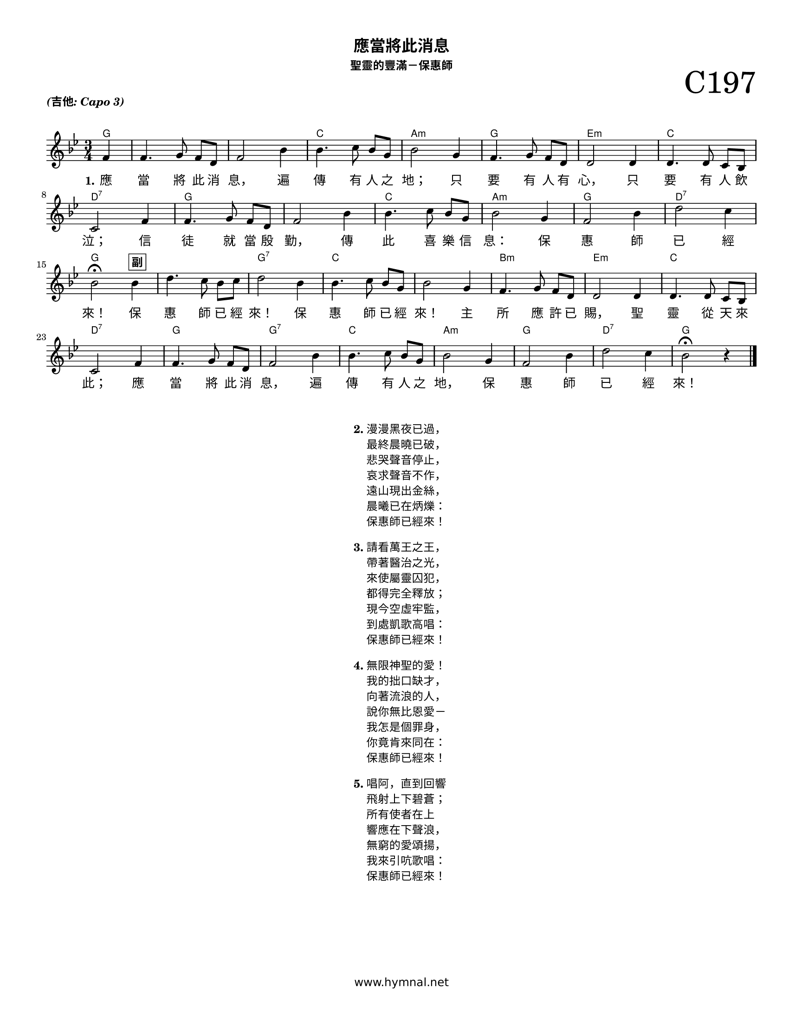 應當將此消息
聖靈的豐滿－保惠師
C197
(吉他: Capo 3)
G C Am G Em C
1. 應 當 將 此 消 息， 遍 傳 有 人 之 地； 只 要 有 人 有 心， 只 要 有 人 飲
8 D7 G C Am G D7
泣； 信 徒 就 當 殷 勤， 傳 此 喜 樂 信 息： 保 惠 師 已 經
15 G 副 G7 C Bm Em C
來！ 保 惠 師 已 經 來！ 保 惠 師 已 經 來！ 主 所 應 許 已 賜， 聖 靈 從 天 來
23 D7 G G7 C Am G D7 G
此； 應 當 將 此 消 息， 遍 傳 有 人 之 地， 保 惠 師 已 經 來！
2. 漫漫黑夜已過，
最終晨曉已破，
悲哭聲音停止，
哀求聲音不作，
遠山現出金絲，
晨曦已在炳爍：
保惠師已經來！
3. 請看萬王之王，
帶著醫治之光，
來使屬靈囚犯，
都得完全釋放；
現今空虛牢監，
到處凱歌高唱：
保惠師已經來！
4. 無限神聖的愛！
我的拙口缺才，
向著流浪的人，
說你無比恩愛－
我怎是個罪身，
你竟肯來同在：
保惠師已經來！
5. 唱阿，直到回響
飛射上下碧蒼；
所有使者在上
響應在下聲浪，
無窮的愛頌揚，
我來引吭歌唱：
保惠師已經來！
www.hymnal.net